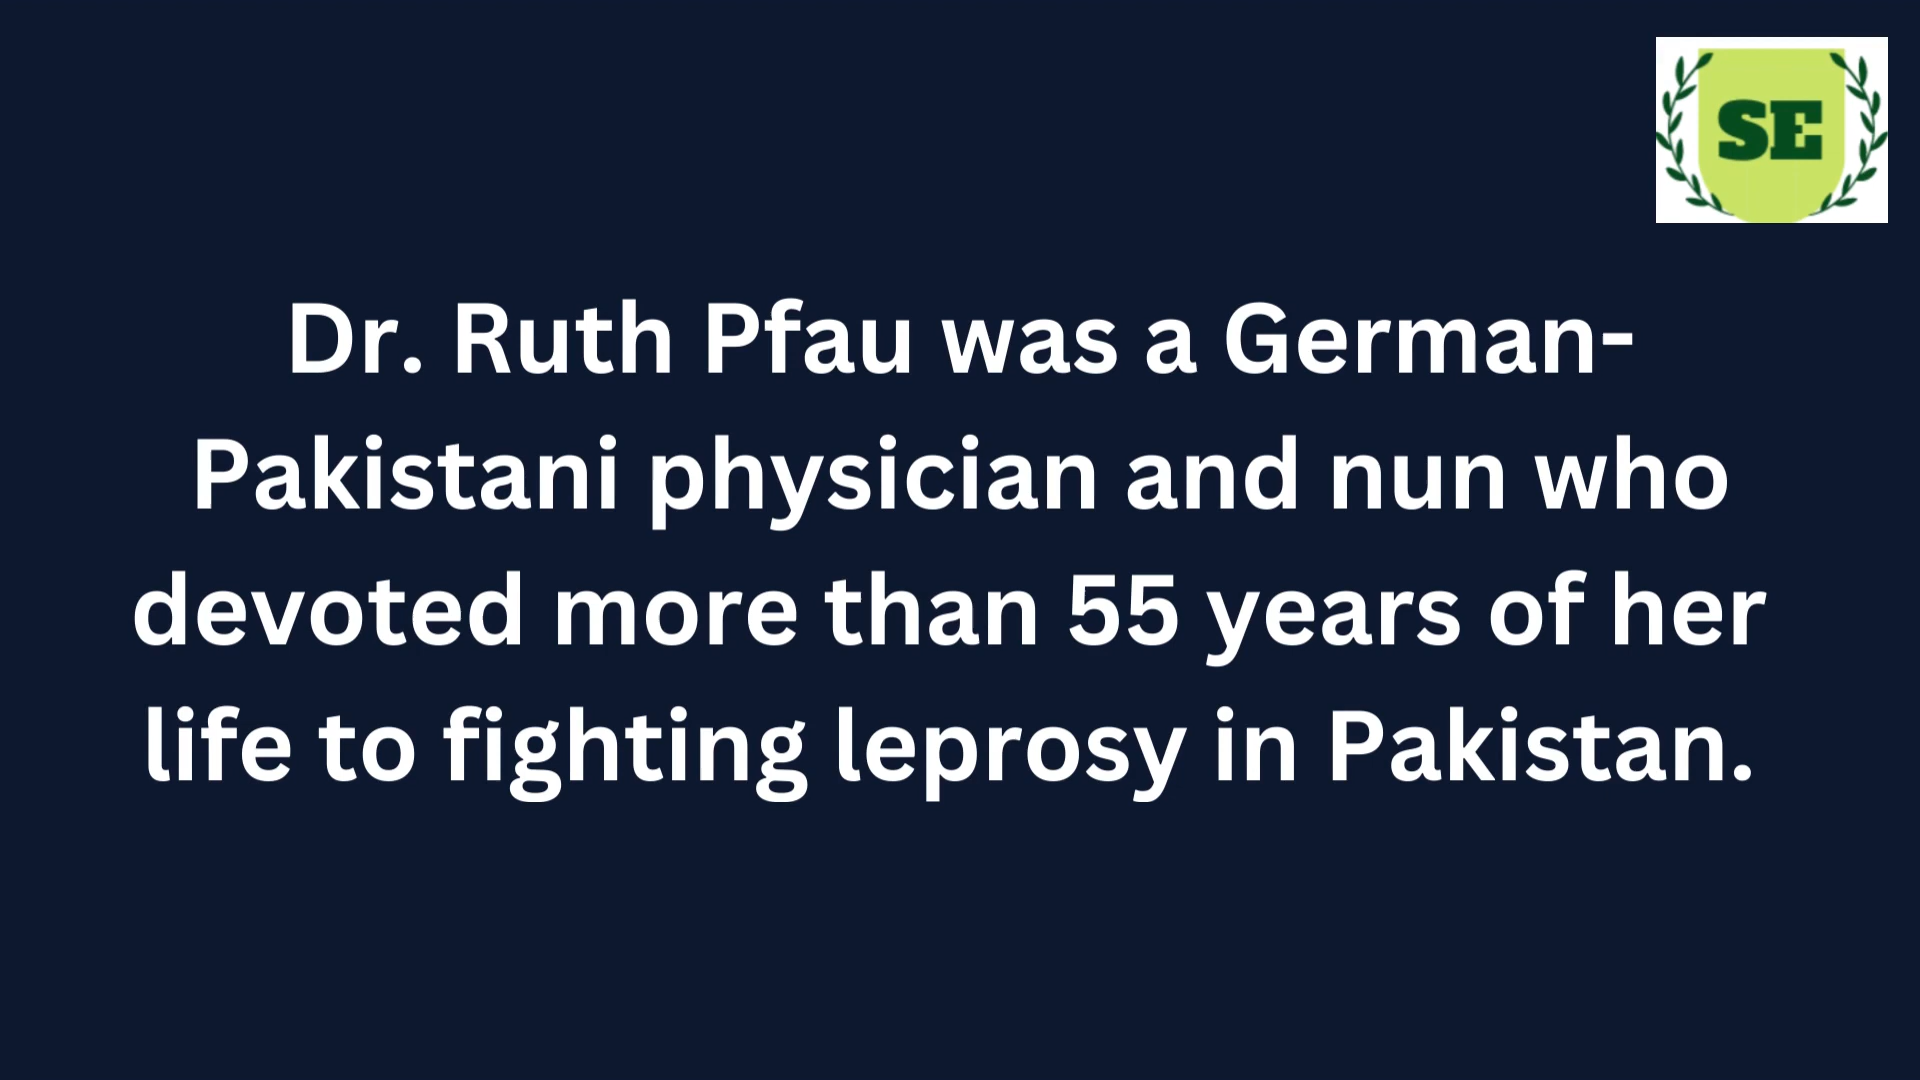 SE
Dr. Ruth Pfau was a German-
Pakistani physician and nun who
devoted more than 55 years of her
life to fighting leprosy in Pakistan.